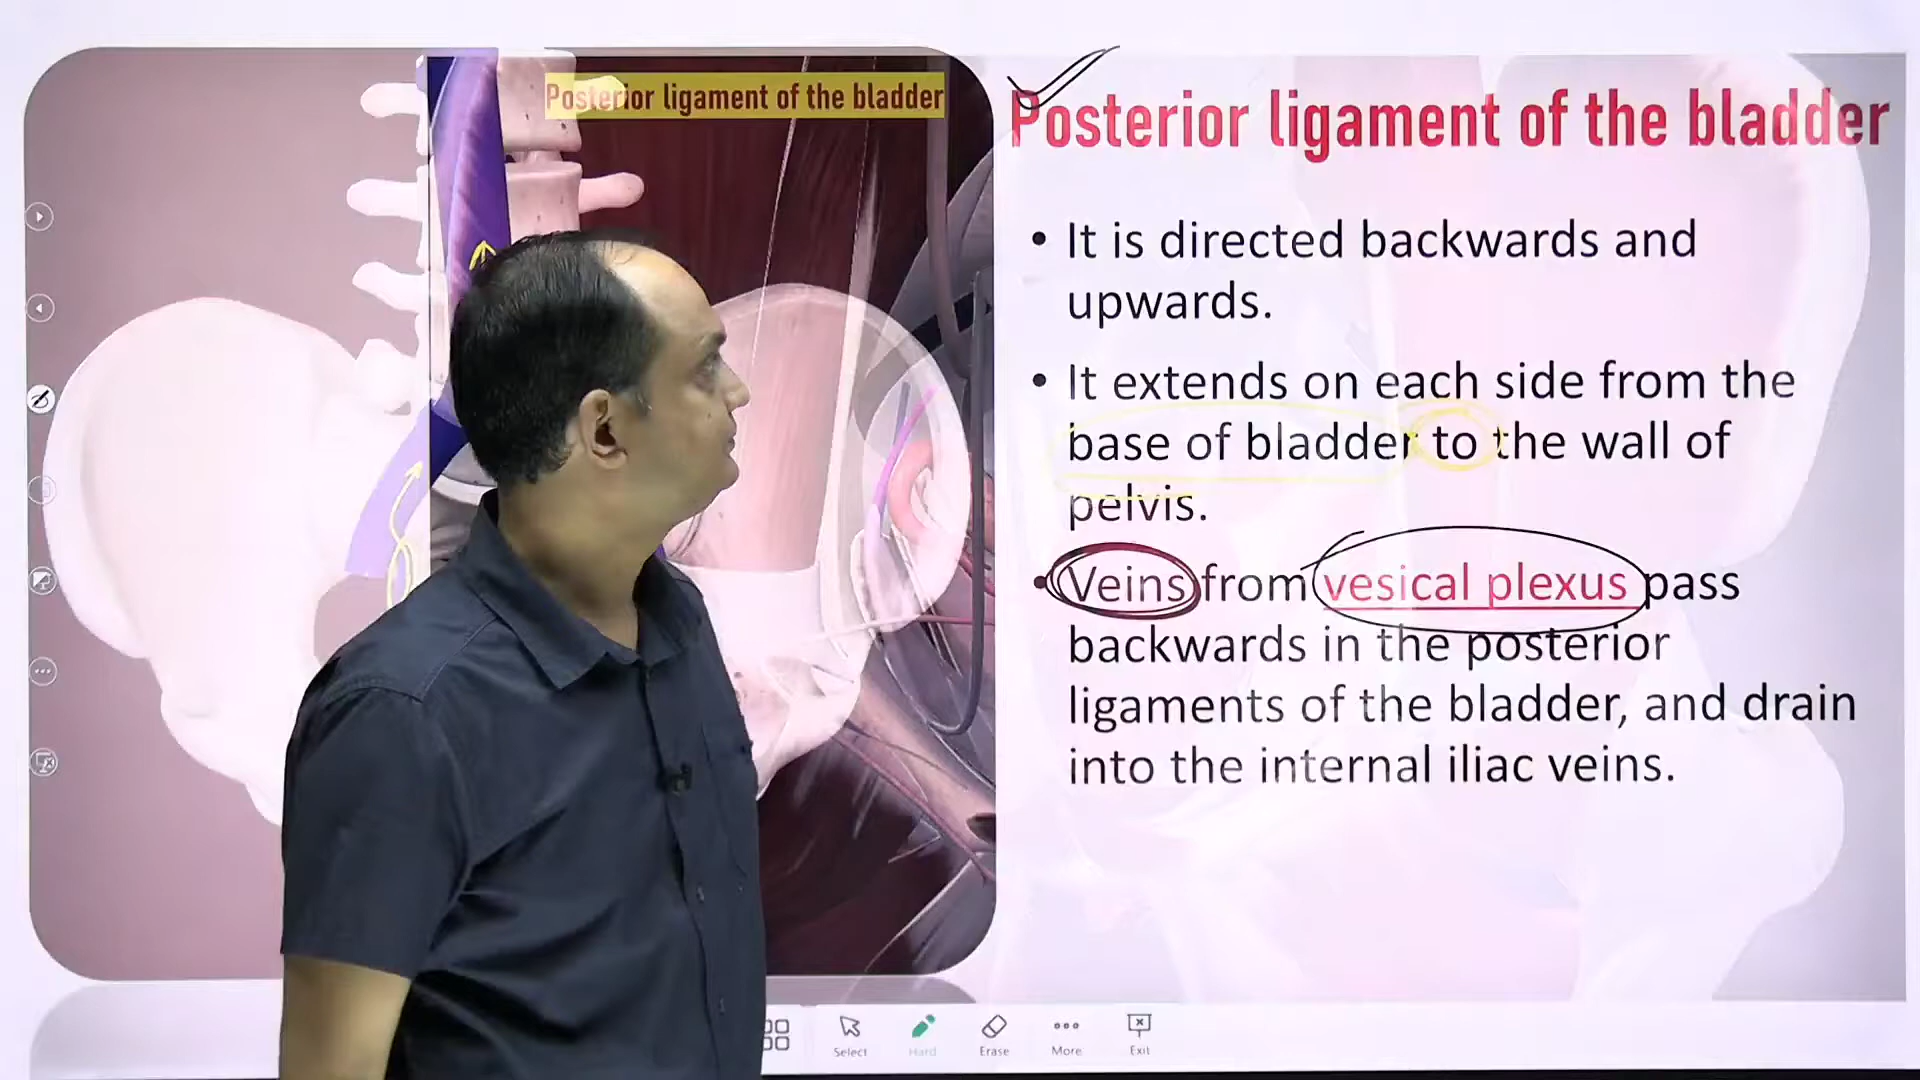 Posterior ligament of the bladder
Posterior ligament of the bladder
• It is directed backwards and
upwards.
• It extends on each side from the
base of bladder to the wall of
pelvis.
• Veins from vesical plexus pass
backwards in the posterior
ligaments of the bladder, and drain
into the internal iliac veins.
Select
Hard
Erase
More
Exit